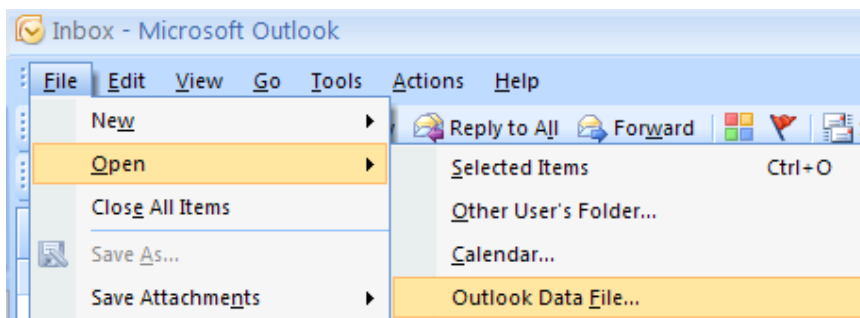 Inbox - Microsoft Outlook
File Edit View Go Tools Actions Help
New Reply to All Forward
Open Selected Items Ctrl+O
Close All Items Other User's Folder...
Save As... Calendar...
Save Attachments Outlook Data File...